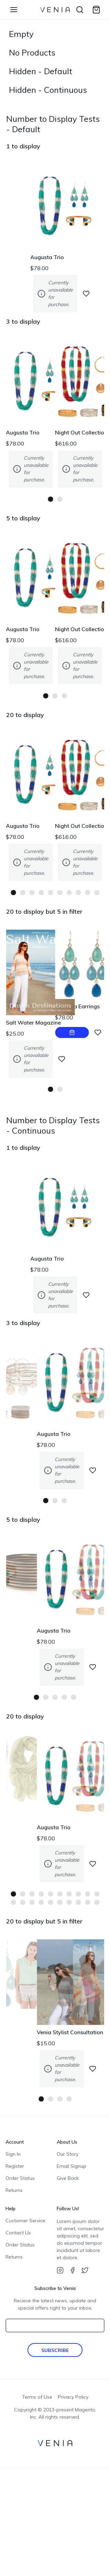 VENIA
Empty
No Products
Hidden - Default
Hidden - Continuous
Number to Display Tests
- Default
1 to display
Augusta Trio
$78.00
Currently
unavailable
for
purchase.
3 to display
Augusta Trio
Night Out Collectio
$78.00
$616.00
Currently
unavailable
for
purchase.
Currently
unavailable
for
purchase.
5 to display
Augusta Trio
Night Out Collectio
$78.00
$616.00
Currently
unavailable
for
purchase.
Currently
unavailable
for
purchase.
20 to display
Augusta Trio
Night Out Collectio
$78.00
$616.00
Currently
unavailable
for
purchase.
Currently
unavailable
for
purchase.
20 to display but 5 in filter
Earrings
$78.00
Salt Water Magazine
$25.00
Currently
unavailable
for
purchase.
Number to Display Tests
- Continuous
1 to display
Augusta Trio
$78.00
Currently
unavailable
for
purchase.
3 to display
Augusta Trio
$78.00
Currently
unavailable
for
purchase.
5 to display
Augusta Trio
$78.00
Currently
unavailable
for
purchase.
20 to display
Augusta Trio
$78.00
Currently
unavailable
for
purchase.
20 to display but 5 in filter
Venia Stylist Consultation
$15.00
Currently
unavailable
for
purchase.
Account
Sign In
Register
Order Status
Returns
About Us
Our Story
Email Signup
Give Back
Help
Customer Service
Contact Us
Order Status
Returns
Follow Us!
Lorem ipsum dolor
sit amet, consectetur
adipiscing elit, sed
do eiusmod tempor
incididunt ut labore
et dolore.
Subscribe to Venia
Recieve the latest news, update and
special offers right to your inbox.
SUBSCRIBE
Terms of Use
Privacy Policy
Copyright © 2013-present Magento,
Inc. All rights reserved.
VENIA